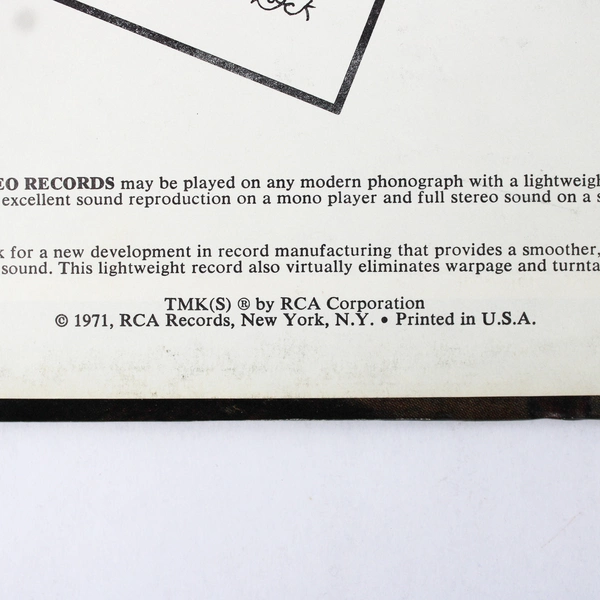 EO RECORDS may be played on any modern phonograph with a lightweigh
excellent sound reproduction on a mono player and full stereo sound on a s
k for a new development in record manufacturing that provides a smoother,
sound. This lightweight record also virtually eliminates warpage and turnta
TMK(S) ® by RCA Corporation
© 1971, RCA Records, New York, N.Y. • Printed in U.S.A.